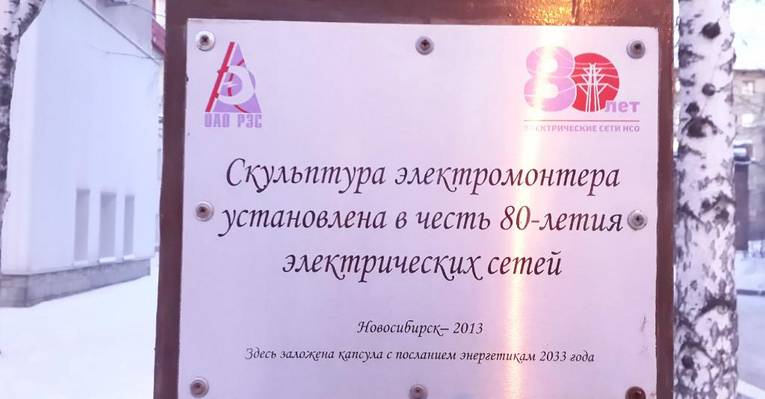 ОАО РЭС
80 лет
ЭЛЕКТРИЧЕСКИЕ СЕТИ НСО
Скульптура электромонтера
установлена в честь 80-летия
электрических сетей
Новосибирск– 2013
Здесь заложена капсула с посланием энергетикам 2033 года